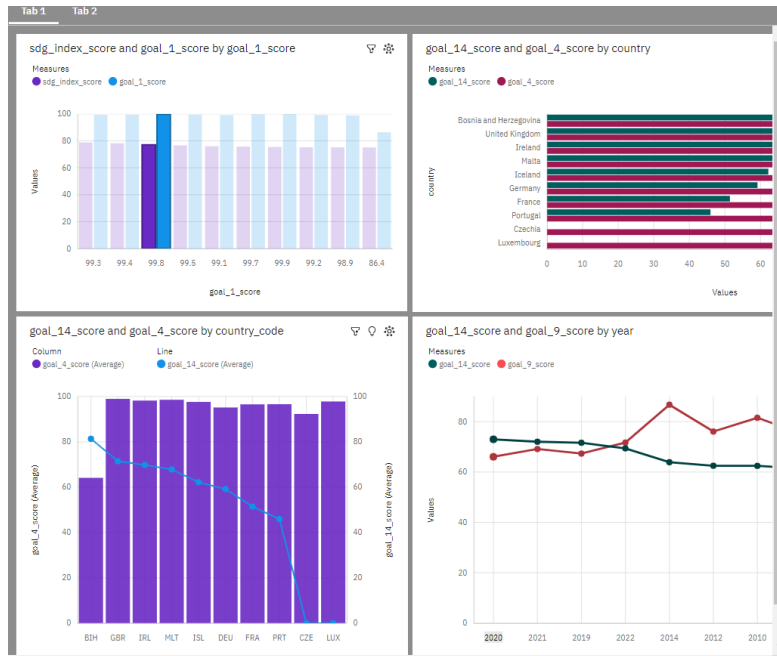 Tab 1 Tab 2
sdg_index_score and goal_1_score by goal_1_score
Measures
sdg_index_score goal_1_score
Values
100
80
60
40
20
0
99.3 99.4 99.8 99.5 99.1 99.7 99.9 99.2 98.9 86.4
goal_1_score
goal_14_score and goal_4_score by country
Measures
goal_14_score goal_4_score
country
Bosnia and Herzegovina
United Kingdom
Ireland
Malta
Iceland
Germany
France
Portugal
Czechia
Luxembourg
0 10 20 30 40 50 60
Values
goal_14_score and goal_4_score by country_code
Column Line
goal_4_score (Average) goal_14_score (Average)
goal_4_score (Average)
100 100
80 80
60 60
40 40
20 20
0 0
goal_14_score (Average)
BIH GBR IRL MLT ISL DEU FRA PRT CZE LUX
goal_14_score and goal_9_score by year
Measures
goal_14_score goal_9_score
Values
80
60
40
20
0
2020 2021 2019 2022 2014 2012 2010